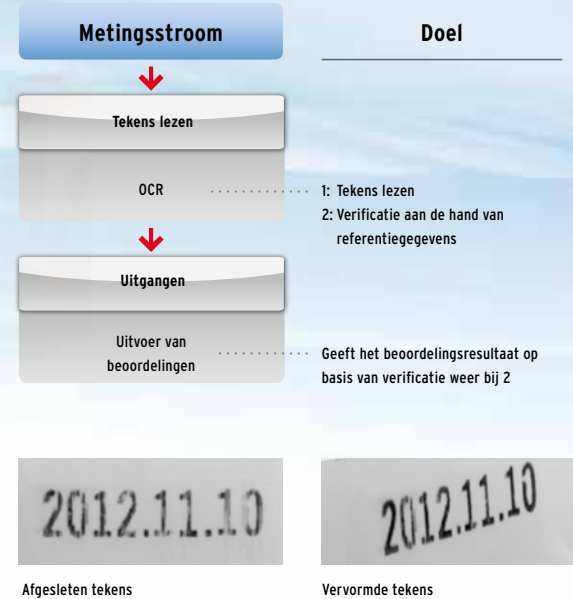 Metingsstroom
Doel
Tekens lezen
OCR
1: Tekens lezen
2: Verificatie aan de hand van
referentiegegevens
Uitgangen
Uitvoer van
beoordelingen
Geeft het beoordelingsresultaat op
basis van verificatie weer bij 2
2012.11.10
2012.11.10
Afgesleten tekens
Vervormde tekens